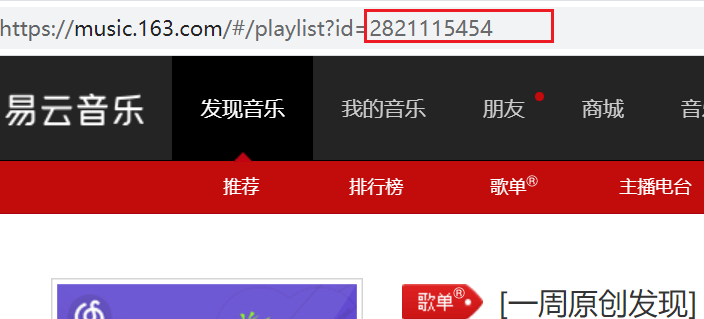 https://music.163.com/#/playlist?id=2821115454
易云音乐 发现音乐 我的音乐 朋友 商城 音
推荐 排行榜 歌单® 主播电台
歌单® [一周原创发现]